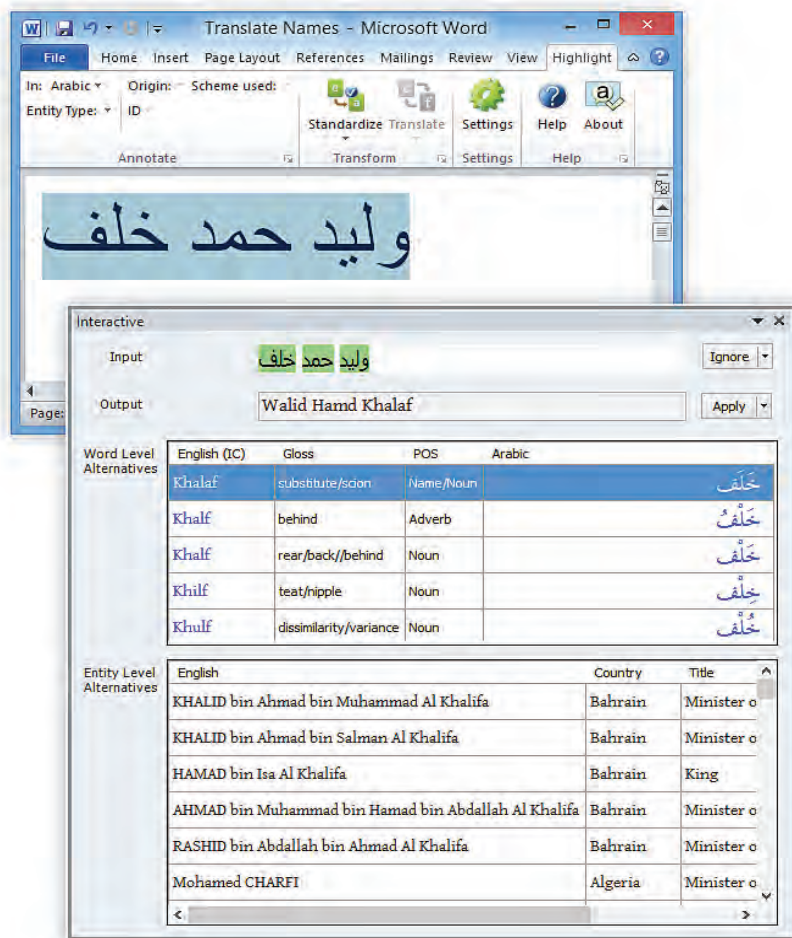 Translate Names - Microsoft Word
File Home Insert Page Layout References Mailings Review View Highlight
In: Arabic Origin: Scheme used:
Entity Type: ID
Standardize Translate Settings Help About
Annotate Transform Settings Help
وليد حمد خلف
Page:
Interactive
Input وليد حمد خلف Ignore
Output Walid Hamd Khalaf Apply
Word Level Alternatives
English (IC) Gloss POS Arabic
Khalaf substitute/scion Name/Noun خَلَف
Khalf behind Adverb خَلْفُ
Khalf rear/back//behind Noun خَلْف
Khilf teat/nipple Noun خِلْف
Khulf dissimilarity/variance Noun خُلْف
Entity Level Alternatives
English Country Title
KHALID bin Ahmad bin Muhammad Al Khalifa Bahrain Minister o
KHALID bin Ahmad bin Salman Al Khalifa Bahrain Minister o
HAMAD bin Isa Al Khalifa Bahrain King
AHMAD bin Muhammad bin Hamad bin Abdallah Al Khalifa Bahrain Minister o
RASHID bin Abdallah bin Ahmad Al Khalifa Bahrain Minister o
Mohamed CHARFI Algeria Minister o